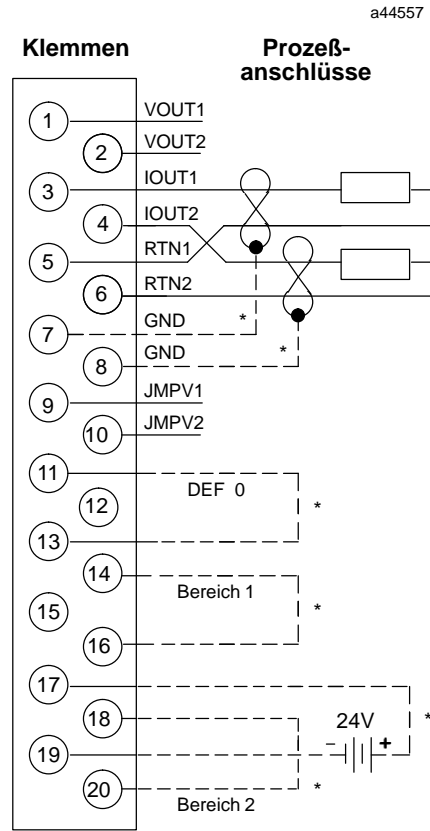 a44557
Klemmen
Prozeß-
anschlüsse
1 VOUT1
2 VOUT2
3 IOUT1
4 IOUT2
5 RTN1
6 RTN2
7 GND *
8 GND *
9 JMPV1
10 JMPV2
11
DEF 0
12 *
13
14
Bereich 1
15 *
16
17
18 24V *
19 − +
20 *
Bereich 2